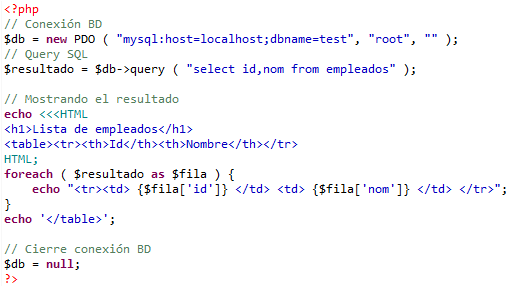 <?php
// Conexión BD
$db = new PDO ( "mysql:host=localhost;dbname=test", "root", "" );
// Query SQL
$resultado = $db->query ( "select id,nom from empleados" );

// Mostrando el resultado
echo <<<HTML
<h1>Lista de empleados</h1>
<table><tr><th>Id</th><th>Nombre</th></tr>
HTML;
foreach ( $resultado as $fila ) {
    echo "<tr><td> {$fila['id']} </td> <td> {$fila['nom']} </td> </tr>";
}
echo '</table>';

// Cierre conexión BD
$db = null;
?>